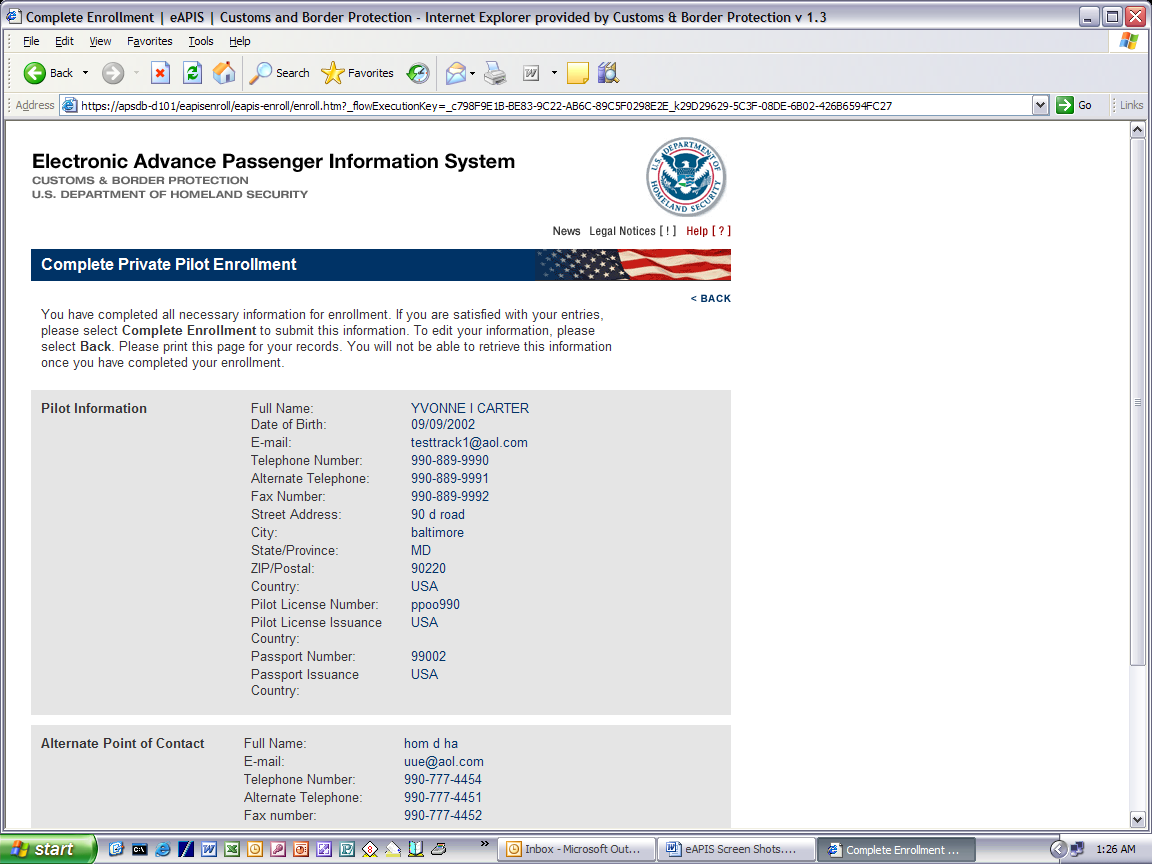 Complete Enrollment | eAPIS | Customs and Border Protection - Internet Explorer provided by Customs & Border Protection v 1.3
File Edit View Favorites Tools Help
Back Search Favorites
Address https://apsdb-d101/eapisenroll/eapis-enroll/enroll.htm?_flowExecutionKey=_c798F9E1B-BE83-9C22-AB6C-89C5F0298E2E_k29D29629-5C3F-08DE-6B02-426B6594FC27 Go Links
Electronic Advance Passenger Information System
CUSTOMS & BORDER PROTECTION
U.S. DEPARTMENT OF HOMELAND SECURITY
U.S. DEPARTMENT OF HOMELAND SECURITY
News Legal Notices [ ! ] Help [ ? ]
Complete Private Pilot Enrollment
< BACK
You have completed all necessary information for enrollment. If you are satisfied with your entries,
please select Complete Enrollment to submit this information. To edit your information, please
select Back. Please print this page for your records. You will not be able to retrieve this information
once you have completed your enrollment.
Pilot Information
Full Name: YVONNE I CARTER
Date of Birth: 09/09/2002
E-mail: testtrack1@aol.com
Telephone Number: 990-889-9990
Alternate Telephone: 990-889-9991
Fax Number: 990-889-9992
Street Address: 90 d road
City: baltimore
State/Province: MD
ZIP/Postal: 90220
Country: USA
Pilot License Number: ppoo990
Pilot License Issuance USA
Country:
Passport Number: 99002
Passport Issuance USA
Country:
Alternate Point of Contact
Full Name: hom d ha
E-mail: uue@aol.com
Telephone Number: 990-777-4454
Alternate Telephone: 990-777-4451
Fax number: 990-777-4452
start Inbox - Microsoft Out... eAPIS Screen Shots.... Complete Enrollment ... 1:26 AM